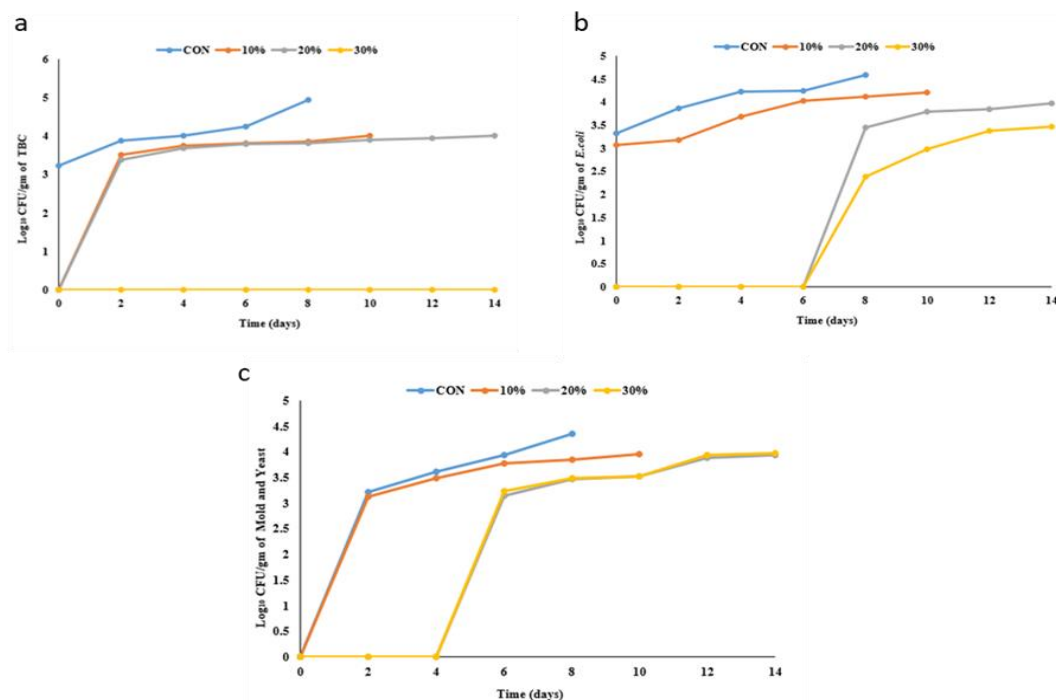 a
CON 10% 20% 30%
6
5
4
3
2
1
0
0 2 4 6 8 10 12 14
Time (days)
Log₁₀ CFU/gm of TBC
b
CON 10% 20% 30%
5
4.5
4
3.5
3
2.5
2
1.5
1
0.5
0
0 2 4 6 8 10 12 14
Time (days)
Log₁₀ CFU/gm of E.coli
c
CON 10% 20% 30%
5
4.5
4
3.5
3
2.5
2
1.5
1
0.5
0
0 2 4 6 8 10 12 14
Time (days)
Log₁₀ CFU/gm of Mold and Yeast